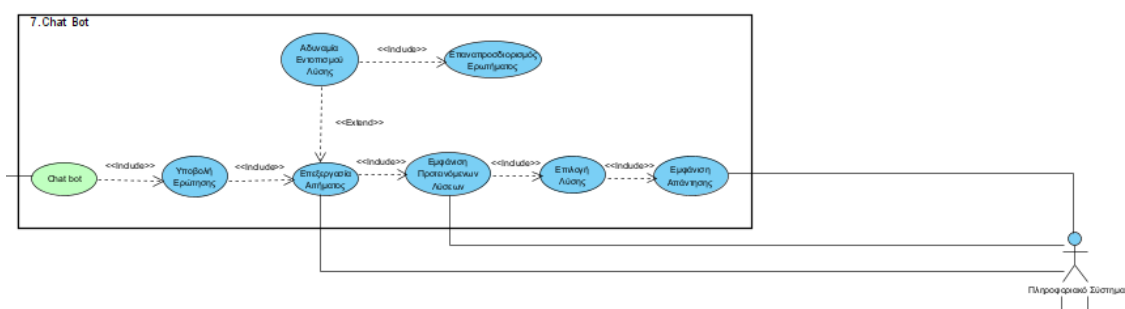 7.Chat Bot
Αδυναμία
Εντοπισμού
Λύσης
<<Include>>
Επαναπροσδιορισμός
Ερωτήματος
<<Extend>>
Chat bot
<<Include>>
Υποβολή
Ερώτησης
<<Include>>
Επεξεργασία
Αιτήματος
<<Include>>
Εμφάνιση
Προτεινόμενων
Λύσεων
<<Include>>
Επιλογή
Λύσης
<<Include>>
Εμφάνιση
Απάντησης
Πληροφοριακό Σύστημα